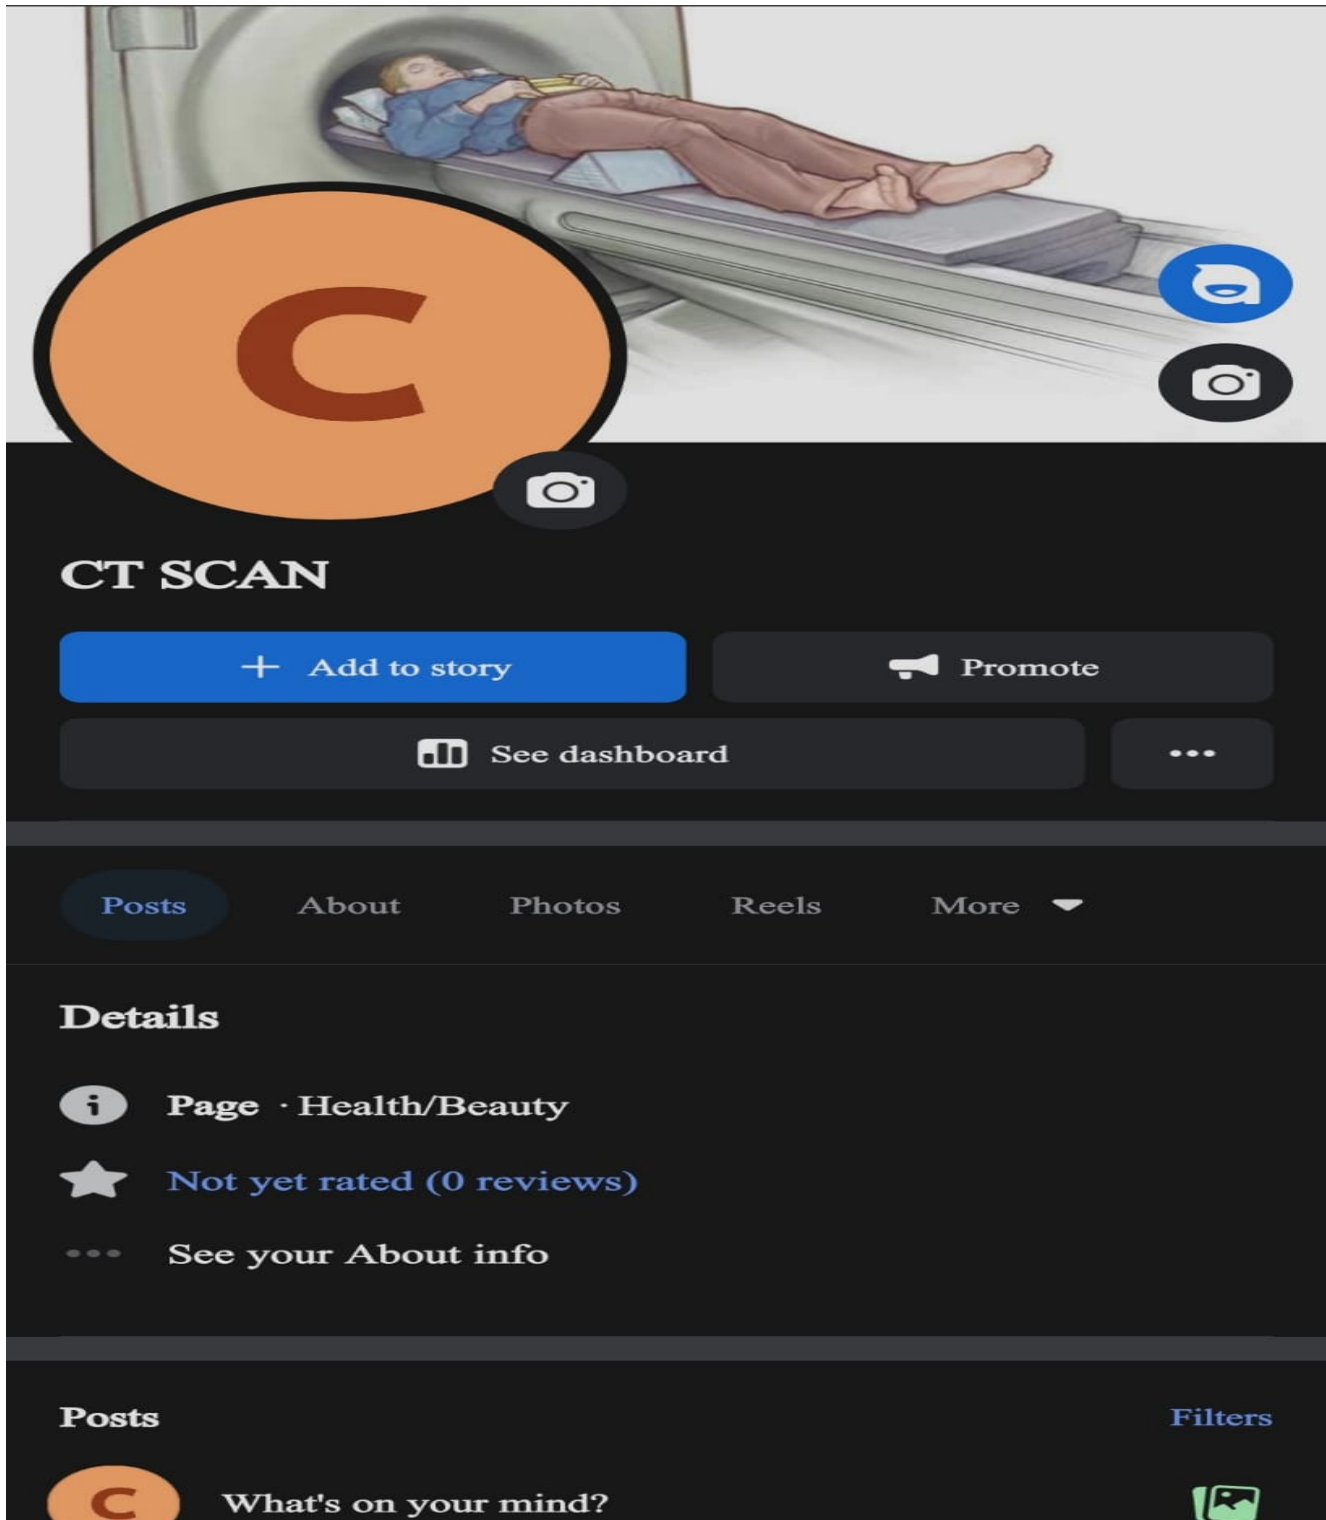 C
CT SCAN
Add to story
Promote
See dashboard
Posts
About
Photos
Reels
More
Details
Page · Health/Beauty
Not yet rated (0 reviews)
See your About info
Posts
Filters
C
What's on your mind?